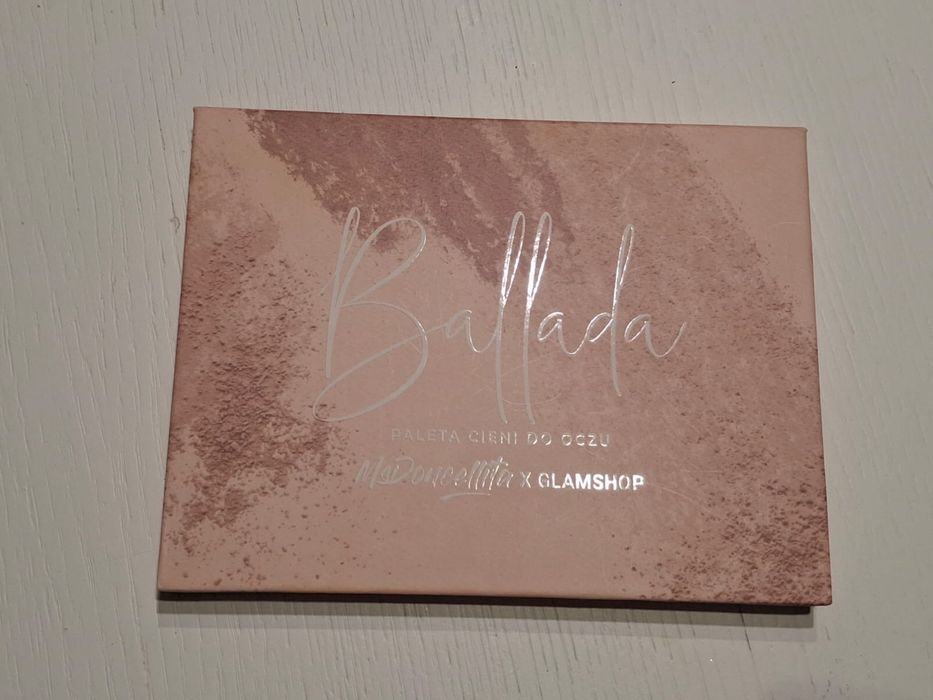 Ballada
PALETA CIENI DO OCZU
MsDoncellita X GLAMSHOP